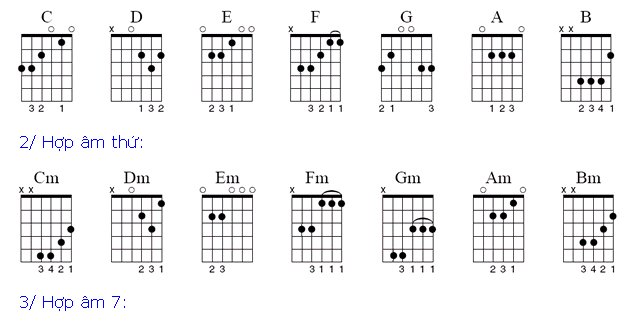 C D E F G A B
o o x o o o o o x o o o o o x x
3 2 1 1 3 2 2 3 1 3 2 1 1 2 1 3 1 2 3 2 3 4 1
2/ Hợp âm thứ:
Cm Dm Em Fm Gm Am Bm
x x x o o o o o x x o o x x
3 4 2 1 2 3 1 2 3 3 1 1 1 3 1 1 1 2 3 1 3 4 2 1
3/ Hợp âm 7: